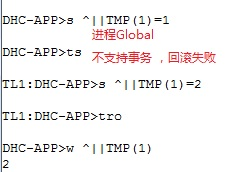 DHC-APP>s ^||TMP(1)=1
进程Global
DHC-APP>ts
不支持事务，回滚失败
TL1:DHC-APP>s ^||TMP(1)=2
TL1:DHC-APP>tro
DHC-APP>w ^||TMP(1)
2